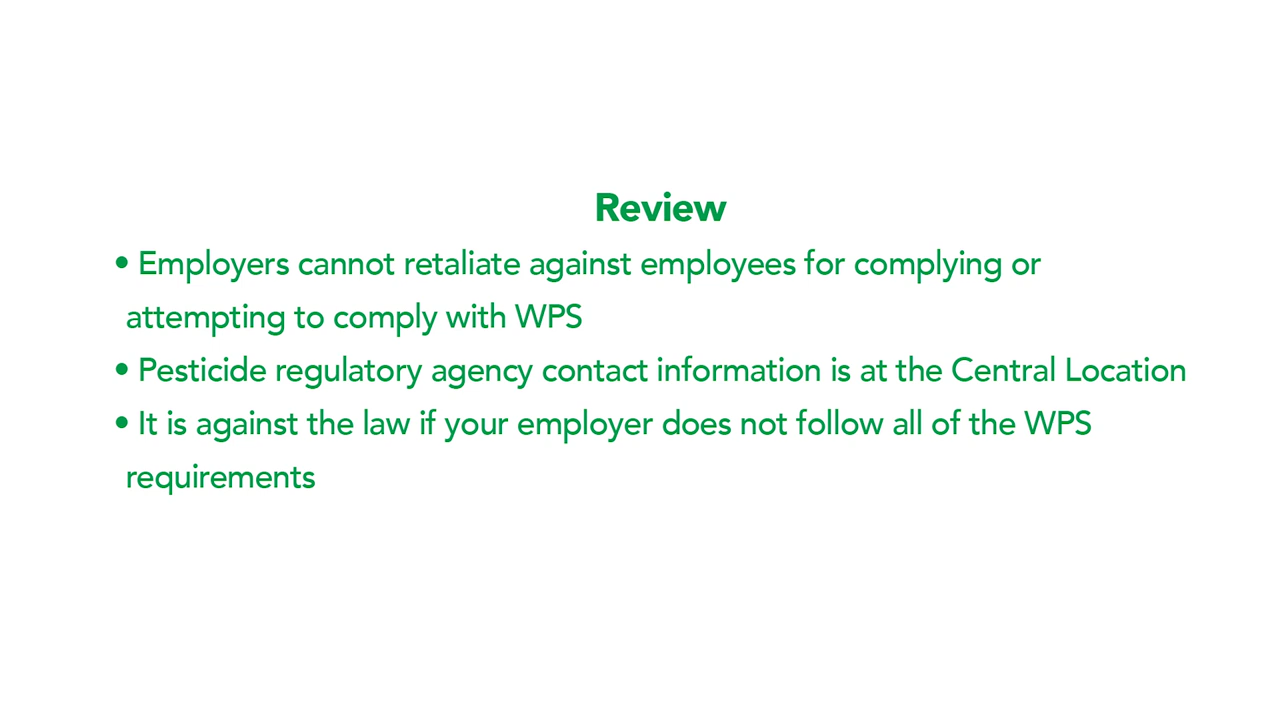 Review
• Employers cannot retaliate against employees for complying or
attempting to comply with WPS
• Pesticide regulatory agency contact information is at the Central Location
• It is against the law if your employer does not follow all of the WPS
requirements